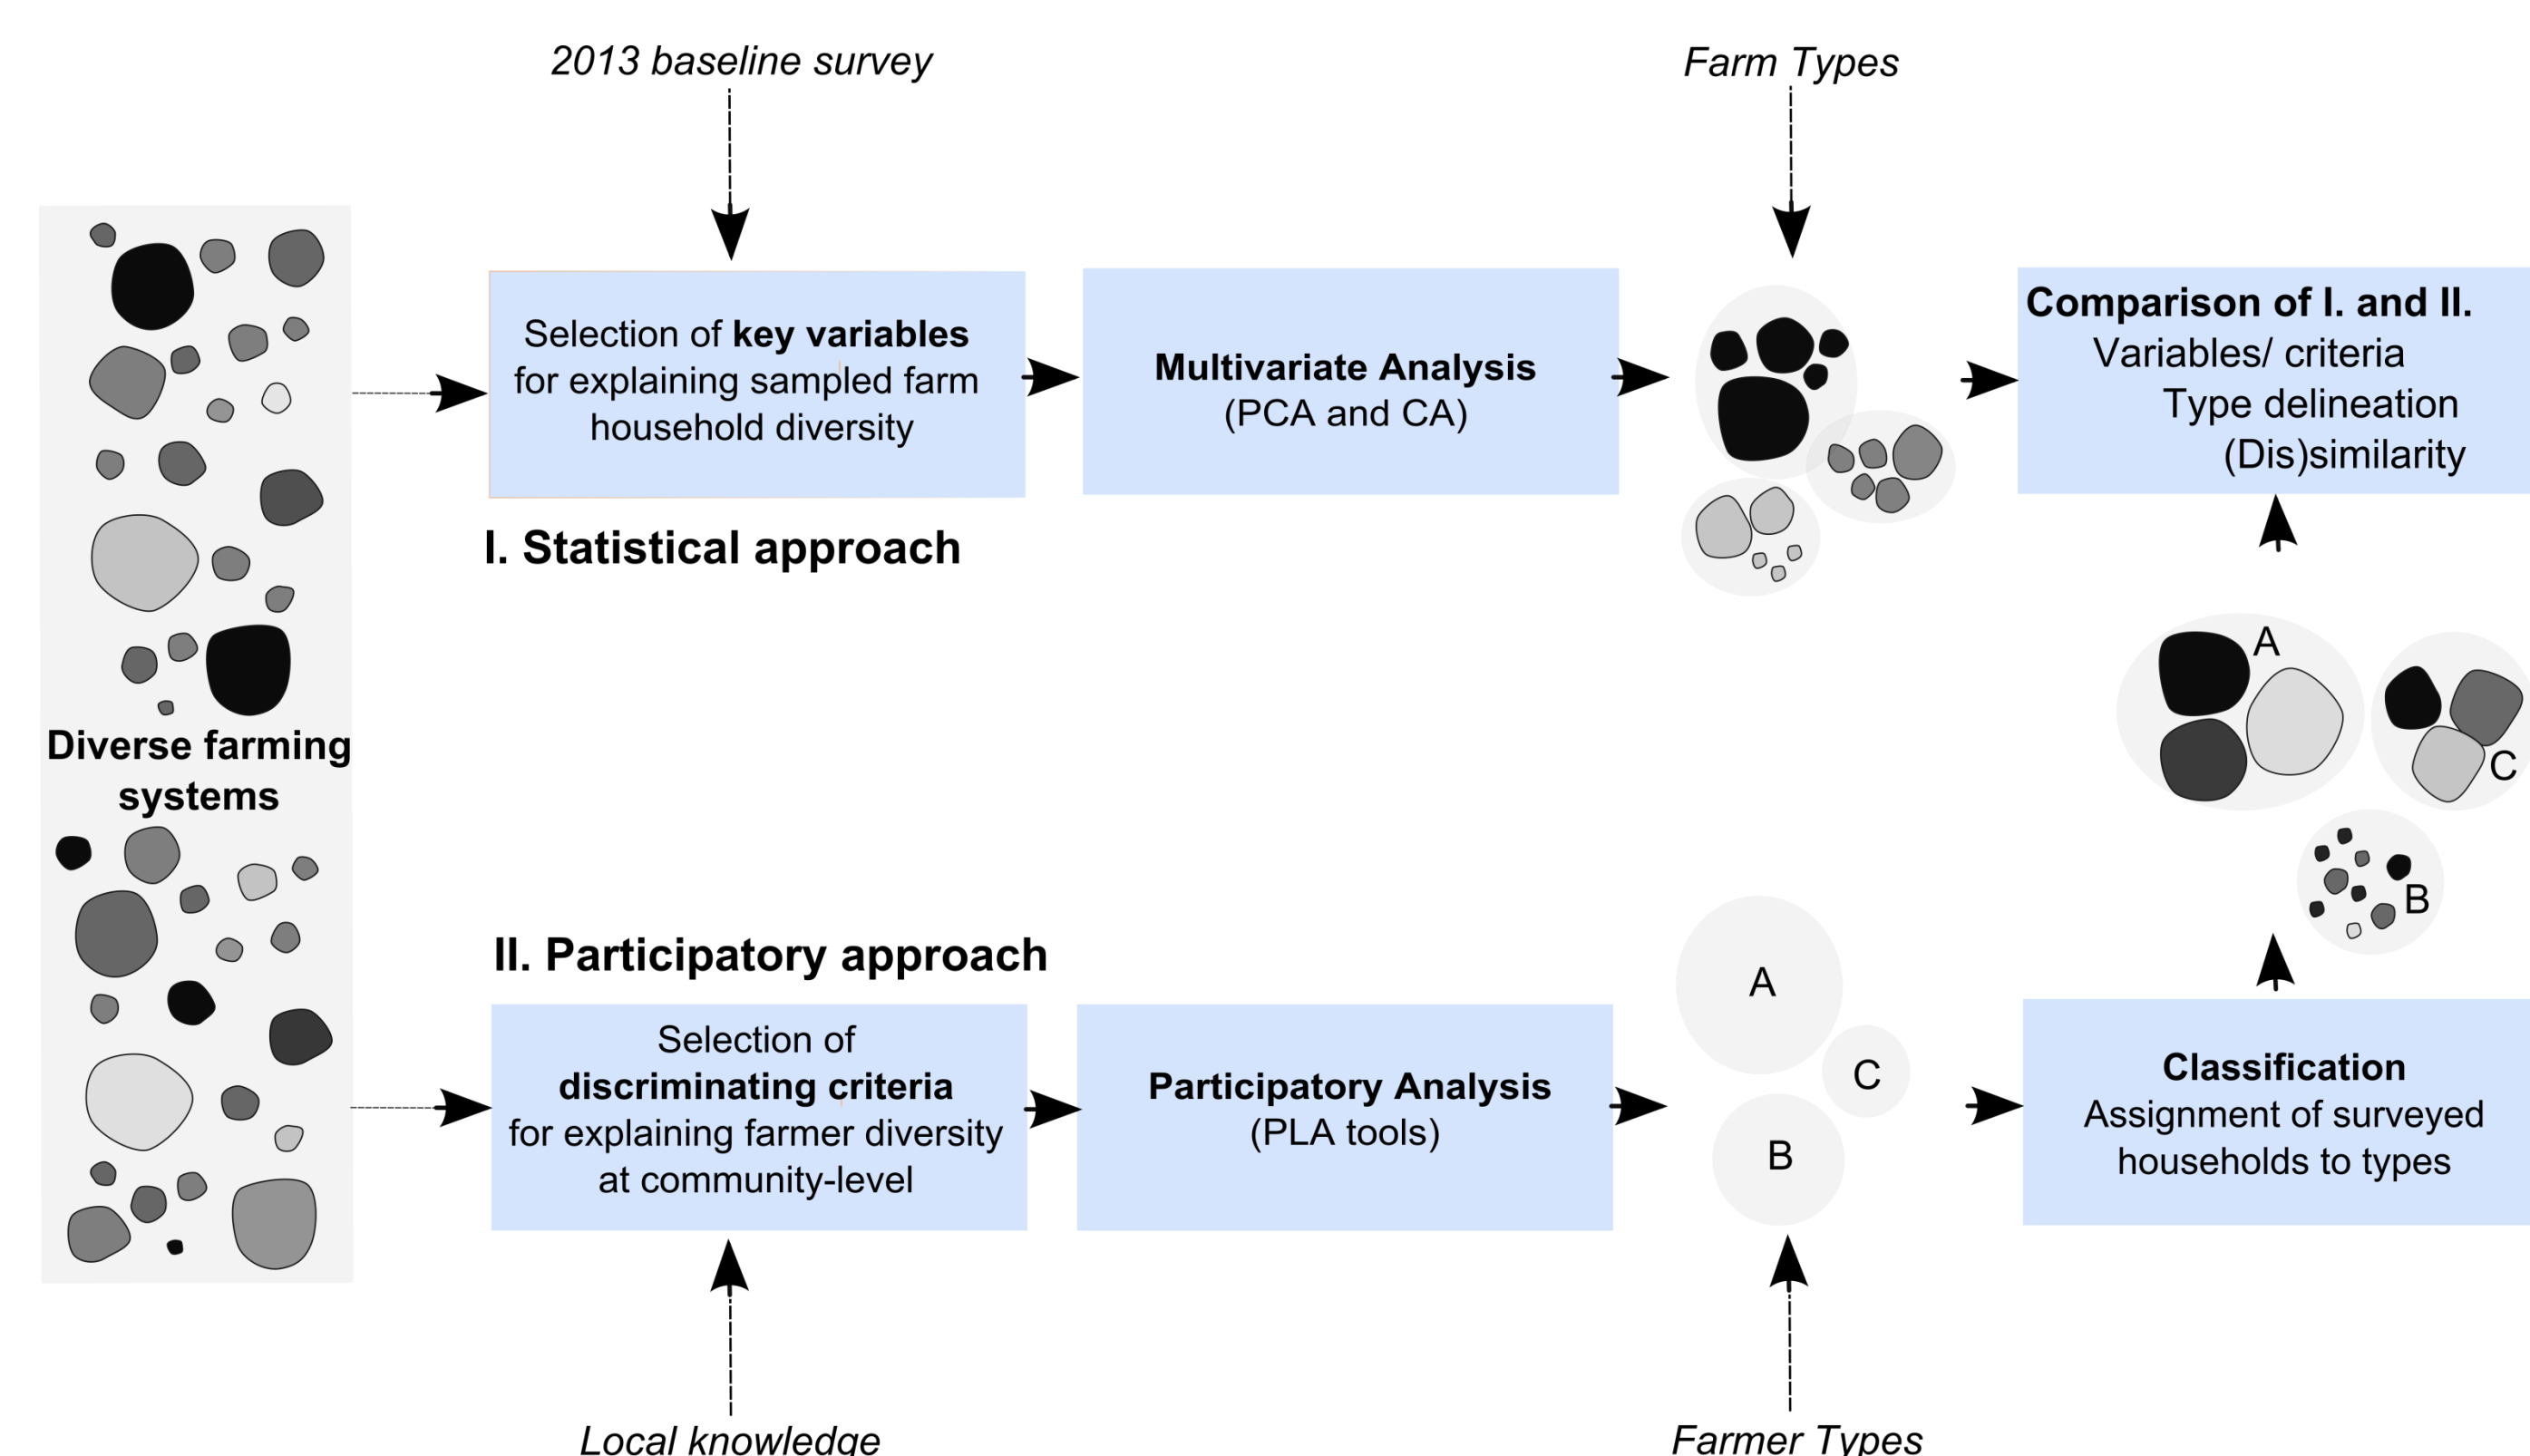 2013 baseline survey
Farm Types
Selection of key variables
for explaining sampled farm
household diversity
Multivariate Analysis
(PCA and CA)
Comparison of I. and II.
Variables/ criteria
Type delineation
(Dis)similarity
I. Statistical approach
Diverse farming
systems
A
C
B
II. Participatory approach
Selection of
discriminating criteria
for explaining farmer diversity
at community-level
Participatory Analysis
(PLA tools)
A
C
B
Classification
Assignment of surveyed
households to types
Local knowledge
Farmer Types